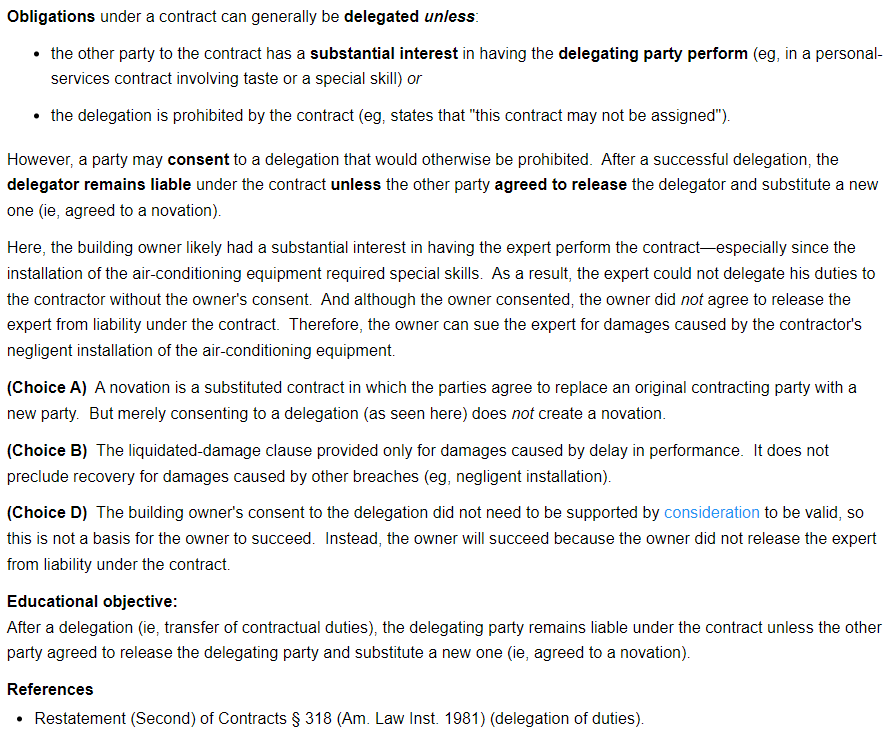 Obligations under a contract can generally be delegated unless:
• the other party to the contract has a substantial interest in having the delegating party perform (eg, in a personal-
services contract involving taste or a special skill) or
• the delegation is prohibited by the contract (eg, states that "this contract may not be assigned").
However, a party may consent to a delegation that would otherwise be prohibited.  After a successful delegation, the
delegator remains liable under the contract unless the other party agreed to release the delegator and substitute a new
one (ie, agreed to a novation).
Here, the building owner likely had a substantial interest in having the expert perform the contract—especially since the
installation of the air-conditioning equipment required special skills.  As a result, the expert could not delegate his duties to
the contractor without the owner's consent.  And although the owner consented, the owner did not agree to release the
expert from liability under the contract.  Therefore, the owner can sue the expert for damages caused by the contractor's
negligent installation of the air-conditioning equipment.
(Choice A)  A novation is a substituted contract in which the parties agree to replace an original contracting party with a
new party.  But merely consenting to a delegation (as seen here) does not create a novation.
(Choice B)  The liquidated-damage clause provided only for damages caused by delay in performance.  It does not
preclude recovery for damages caused by other breaches (eg, negligent installation).
(Choice D)  The building owner's consent to the delegation did not need to be supported by consideration to be valid, so
this is not a basis for the owner to succeed.  Instead, the owner will succeed because the owner did not release the expert
from liability under the contract.
Educational objective:
After a delegation (ie, transfer of contractual duties), the delegating party remains liable under the contract unless the other
party agreed to release the delegating party and substitute a new one (ie, agreed to a novation).
References
• Restatement (Second) of Contracts § 318 (Am. Law Inst. 1981) (delegation of duties).